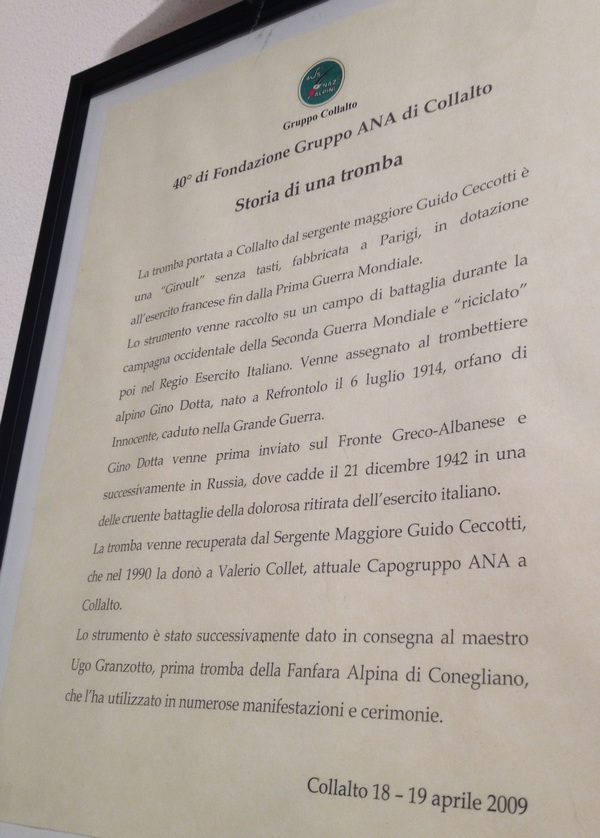 ASS.
NAZ.
ALPINI
Gruppo Collalto
40° di Fondazione Gruppo ANA di Collalto
Storia di una tromba
La tromba portata a Collalto dal sergente maggiore Guido Ceccotti è
una “Giroult” senza tasti, fabbricata a Parigi, in dotazione
all’esercito francese fin dalla Prima Guerra Mondiale.
Lo strumento venne raccolto su un campo di battaglia durante la
campagna occidentale della Seconda Guerra Mondiale e “riciclato”
poi nel Regio Esercito Italiano. Venne assegnato al trombettiere
alpino Gino Dotta, nato a Refrontolo il 6 luglio 1914, orfano di
Innocente, caduto nella Grande Guerra.
Gino Dotta venne prima inviato sul Fronte Greco-Albanese e
successivamente in Russia, dove cadde il 21 dicembre 1942 in una
delle cruente battaglie della dolorosa ritirata dell’esercito italiano.
La tromba venne recuperata dal Sergente Maggiore Guido Ceccotti,
che nel 1990 la donò a Valerio Collet, attuale Capogruppo ANA a
Collalto.
Lo strumento è stato successivamente dato in consegna al maestro
Ugo Granzotto, prima tromba della Fanfara Alpina di Conegliano,
che l’ha utilizzato in numerose manifestazioni e cerimonie.
Collalto 18 – 19 aprile 2009